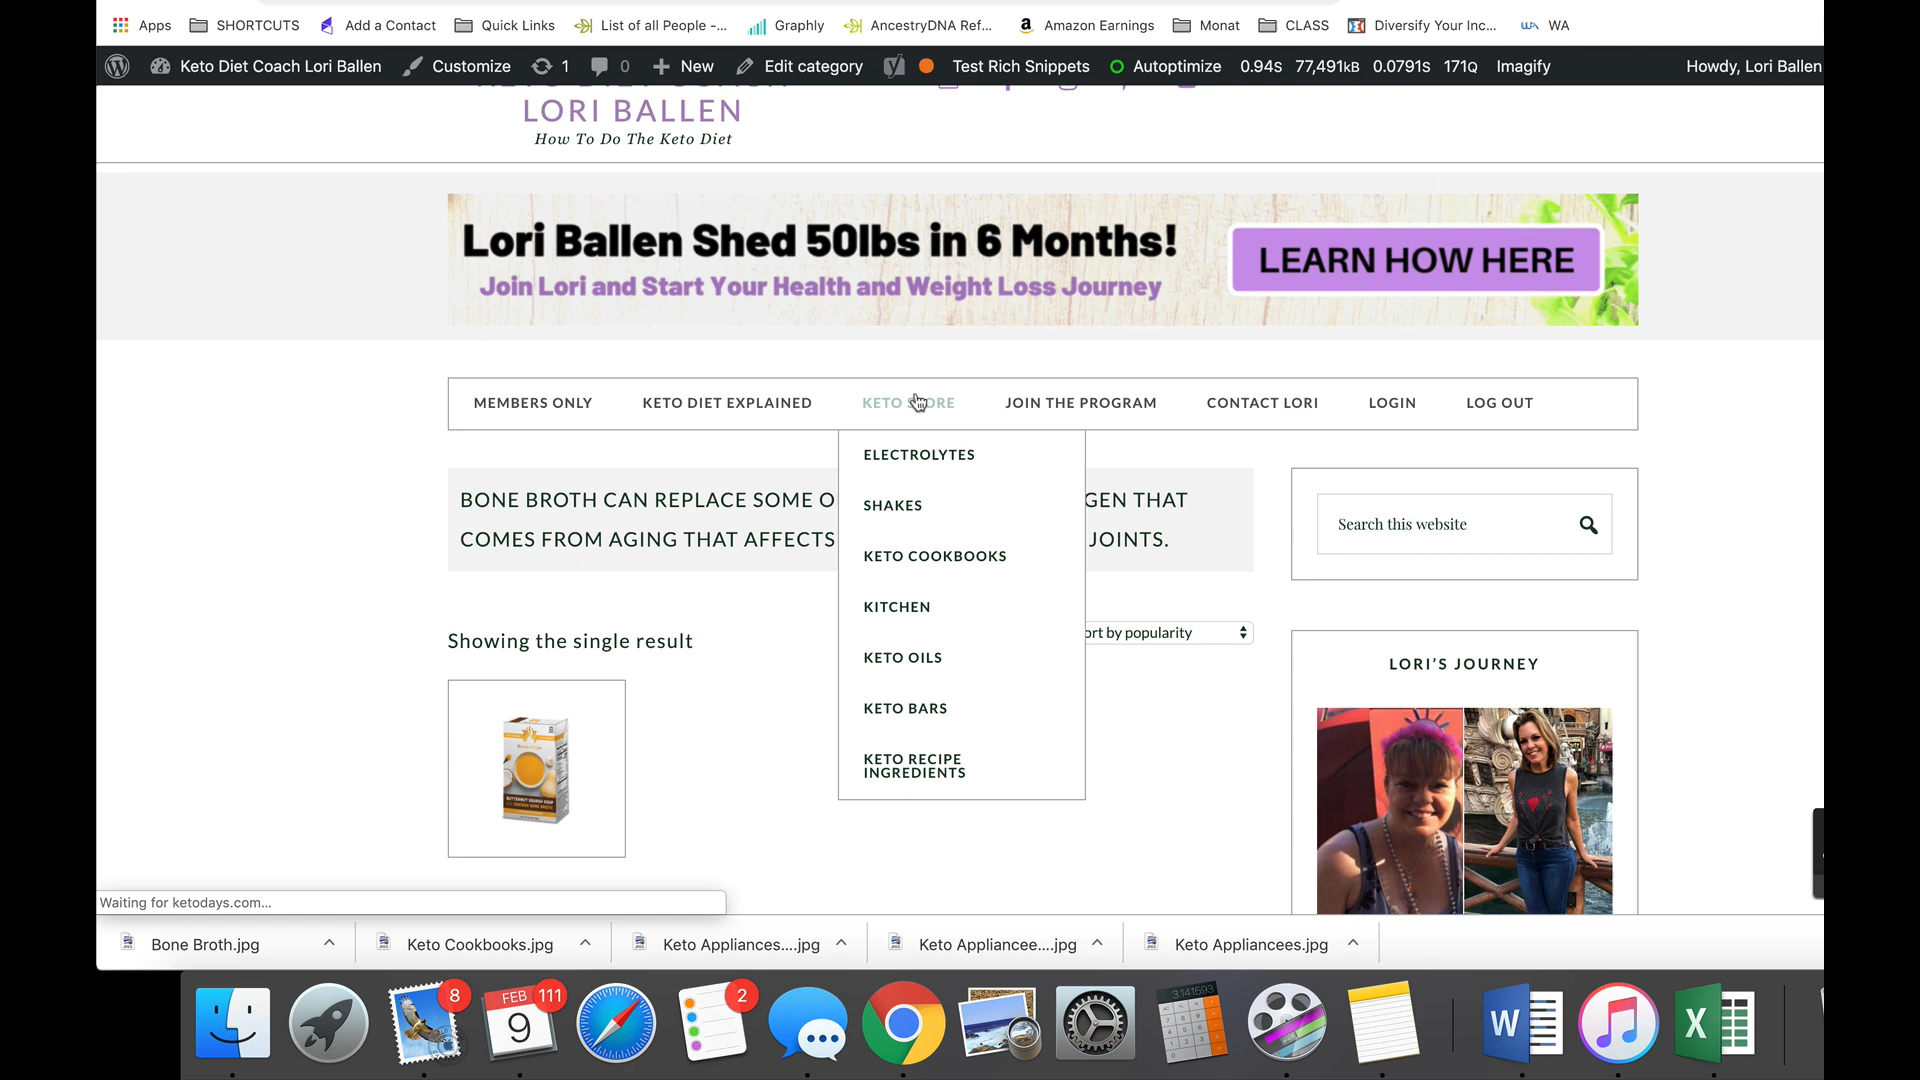 Apps SHORTCUTS Add a Contact Quick Links List of all People -... Graphly AncestryDNA Ref... Amazon Earnings Monat CLASS Diversify Your Inc... WA
Keto Diet Coach Lori Ballen Customize 1 0 New Edit category Test Rich Snippets Autoptimize 0.94S 77,491KB 0.0791S 171Q Imagify Howdy, Lori Ballen
LORI BALLEN
How To Do The Keto Diet
Lori Ballen Shed 50lbs in 6 Months!
Join Lori and Start Your Health and Weight Loss Journey
LEARN HOW HERE
MEMBERS ONLY KETO DIET EXPLAINED KETO STORE JOIN THE PROGRAM CONTACT LORI LOGIN LOG OUT
ELECTROLYTES
SHAKES
KETO COOKBOOKS
KITCHEN
KETO OILS
KETO BARS
KETO RECIPE
INGREDIENTS
BONE BROTH CAN REPLACE SOME O GEN THAT
COMES FROM AGING THAT AFFECTS JOINTS.
Search this website
Showing the single result
ort by popularity
LORI'S JOURNEY
BUTTERNUT SQUASH SOUP
Waiting for ketodays.com...
Bone Broth.jpg Keto Cookbooks.jpg Keto Appliances....jpg Keto Appliancee....jpg Keto Appliancees.jpg
8 FEB 111 2 3.141593
9 W X